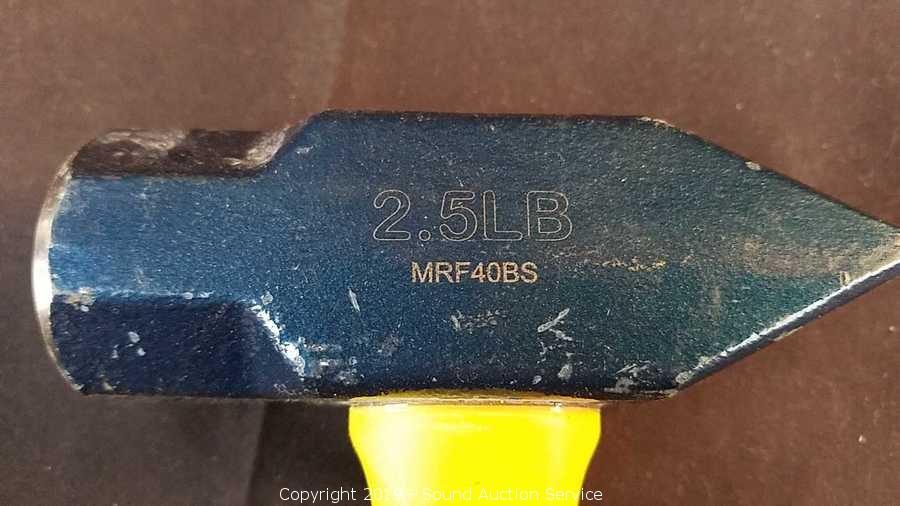 2.5LB
MRF40BS
Copyright 2019 - Sound Auction Service